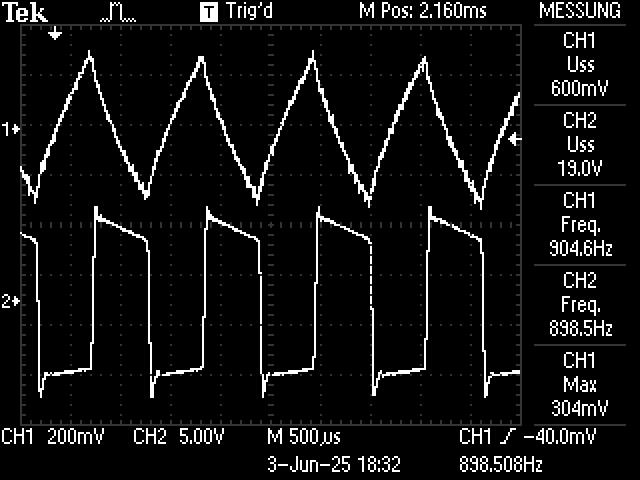 Tek T Trig'd M Pos: 2.160ms MESSUNG
CH1
Uss
600mV
CH2
Uss
19.0V
CH1
Freq.
904.6Hz
CH2
Freq.
898.5Hz
CH1
Max
304mV
1
2
CH1 200mV CH2 5.00V M 500µs CH1 -40.0mV
3-Jun-25 18:32 898.508Hz